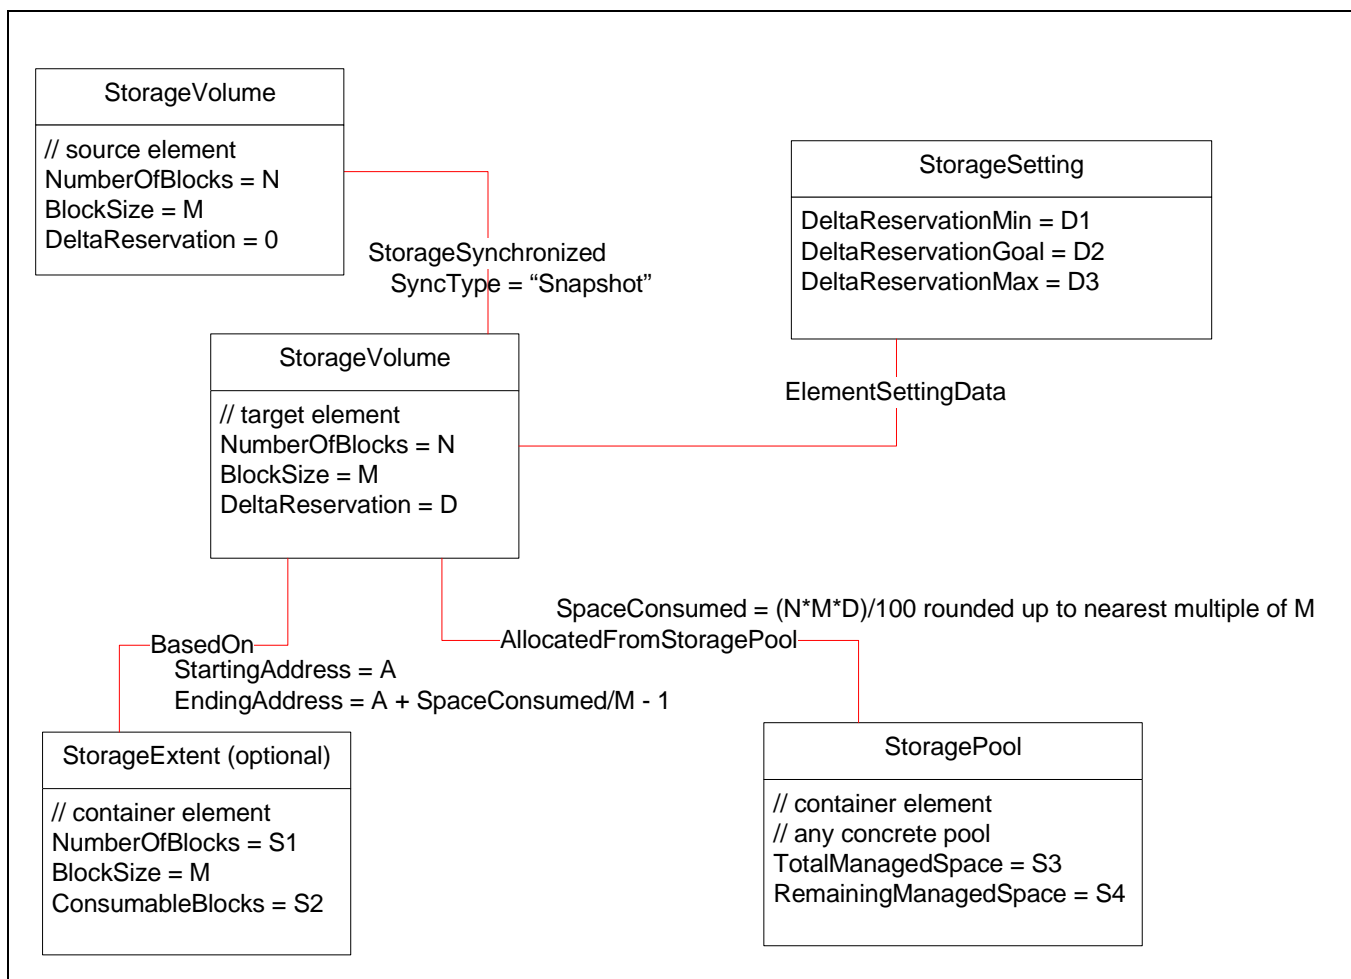 StorageVolume
// source element
NumberOfBlocks = N
BlockSize = M
DeltaReservation = 0
StorageSetting
DeltaReservationMin = D1
DeltaReservationGoal = D2
DeltaReservationMax = D3
StorageSynchronized
SyncType = “Snapshot”
StorageVolume
// target element
NumberOfBlocks = N
BlockSize = M
DeltaReservation = D
ElementSettingData
SpaceConsumed = (N*M*D)/100 rounded up to nearest multiple of M
AllocatedFromStoragePool
BasedOn
StartingAddress = A
EndingAddress = A + SpaceConsumed/M - 1
StorageExtent (optional)
// container element
NumberOfBlocks = S1
BlockSize = M
ConsumableBlocks = S2
StoragePool
// container element
// any concrete pool
TotalManagedSpace = S3
RemainingManagedSpace = S4